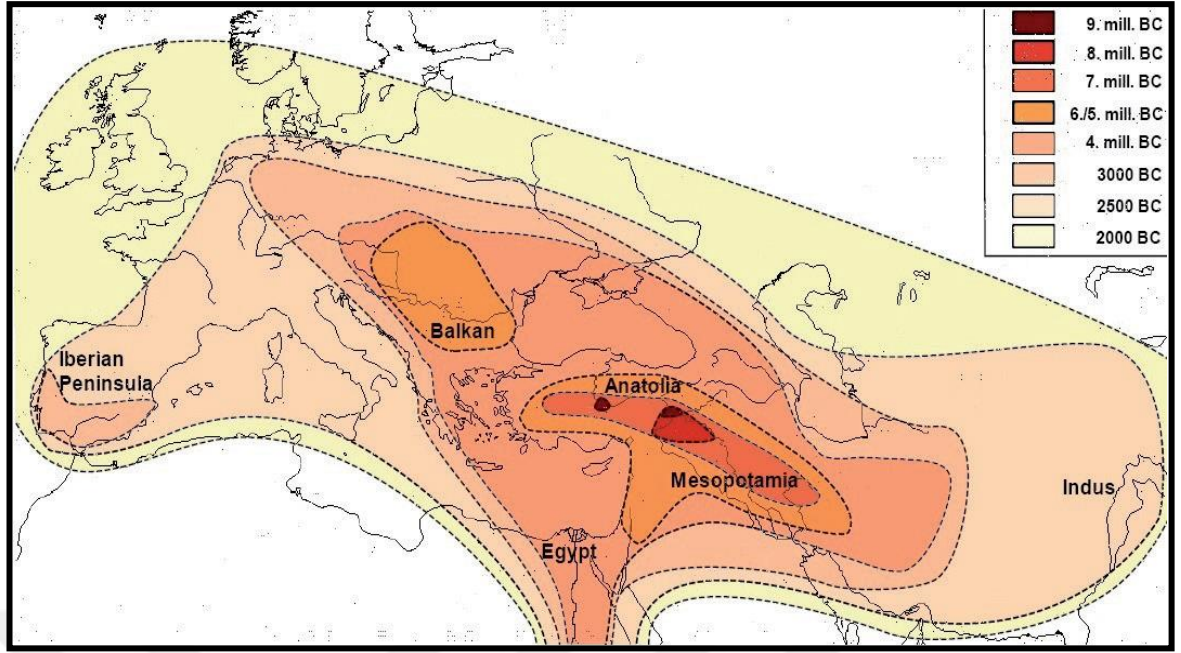 9. mill. BC
8. mill. BC
7. mill. BC
6./5. mill. BC
4. mill. BC
3000 BC
2500 BC
2000 BC
Balkan
Iberian
Peninsula
Anatolia
Mesopotamia
Indus
Egypt